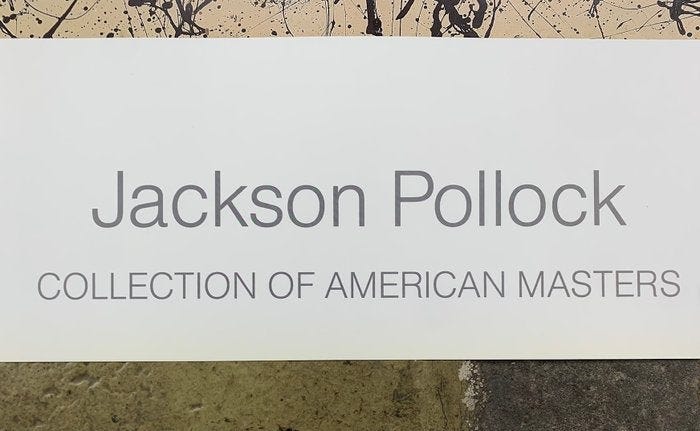 Jackson Pollock
COLLECTION OF AMERICAN MASTERS